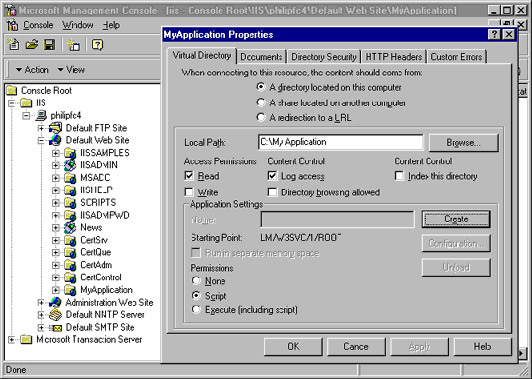 Microsoft Management Console - [iis - Console Root\IIS\philipfc4\Default Web Site\MyApplication]
Console Window Help
Action View
Console Root
IIS
philipfc4
Default FTP Site
Default Web Site
IISSAMPLES
IISADMIN
MSADC
IISHELP
SCRIPTS
IISADMPWD
News
CertSrv
CertQue
CertAdm
CertControl
MyApplication
Administration Web Site
Default NNTP Server
Default SMTP Site
Microsoft Transaction Server
Done
MyApplication Properties
Virtual Directory Documents Directory Security HTTP Headers Custom Errors
When connecting to this resource, the content should come from:
A directory located on this computer
A share located on another computer
A redirection to a URL
Local Path: C:\My Application Browse...
Access Permissions Content Control Content Control
Read Log access Index this directory
Write Directory browsing allowed
Application Settings
Name: Create
Starting Point: LM/W3SVC/1/ROOT
Configuration...
Run in separate memory space
Unload
Permissions
None
Script
Execute (including script)
OK Cancel Apply Help